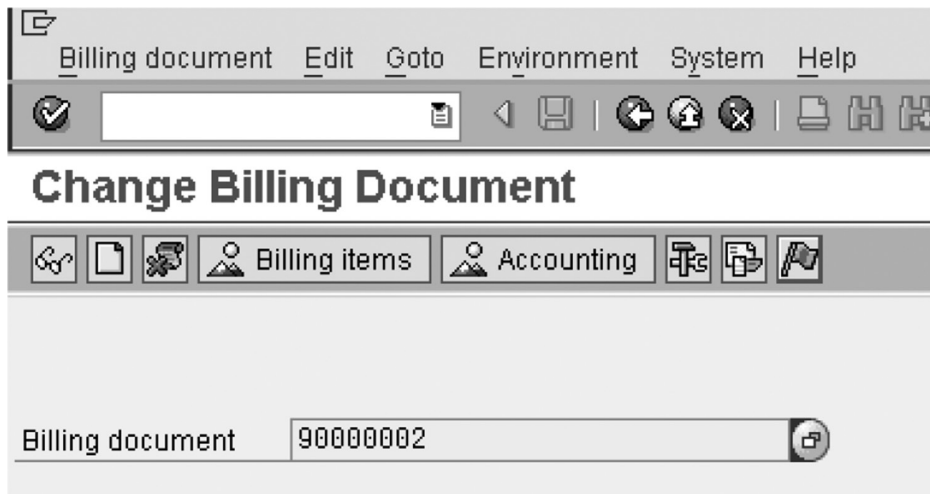 Billing document Edit Goto Environment System Help
Change Billing Document
Billing items Accounting
Billing document 90000002